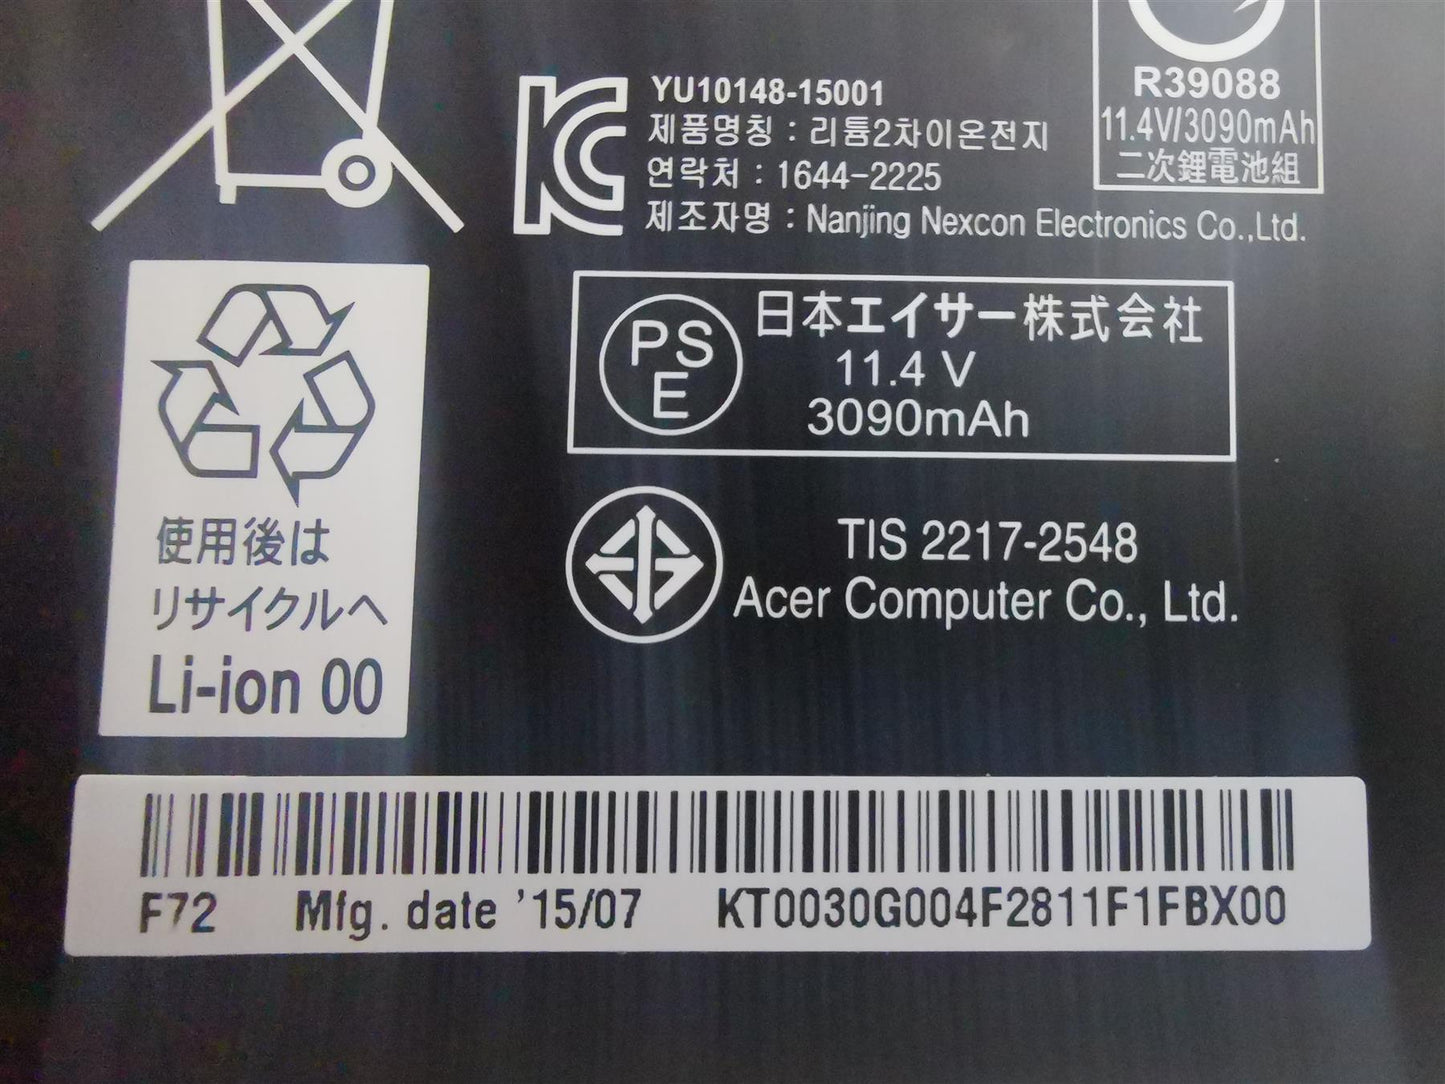 YU10148-15001
제품명칭 : 리튬2차이온전지
연락처 : 1644-2225
제조자명 : Nanjing Nexcon Electronics Co.,Ltd.
R39088
11.4V/3090mAh
二次鋰電池組
PS
E
日本エイサー株式会社
11.4 V
3090mAh
使用後は
リサイクルへ
Li-ion 00
TIS 2217-2548
Acer Computer Co., Ltd.
F72 Mfg. date '15/07 KT0030G004F2811F1FBX00